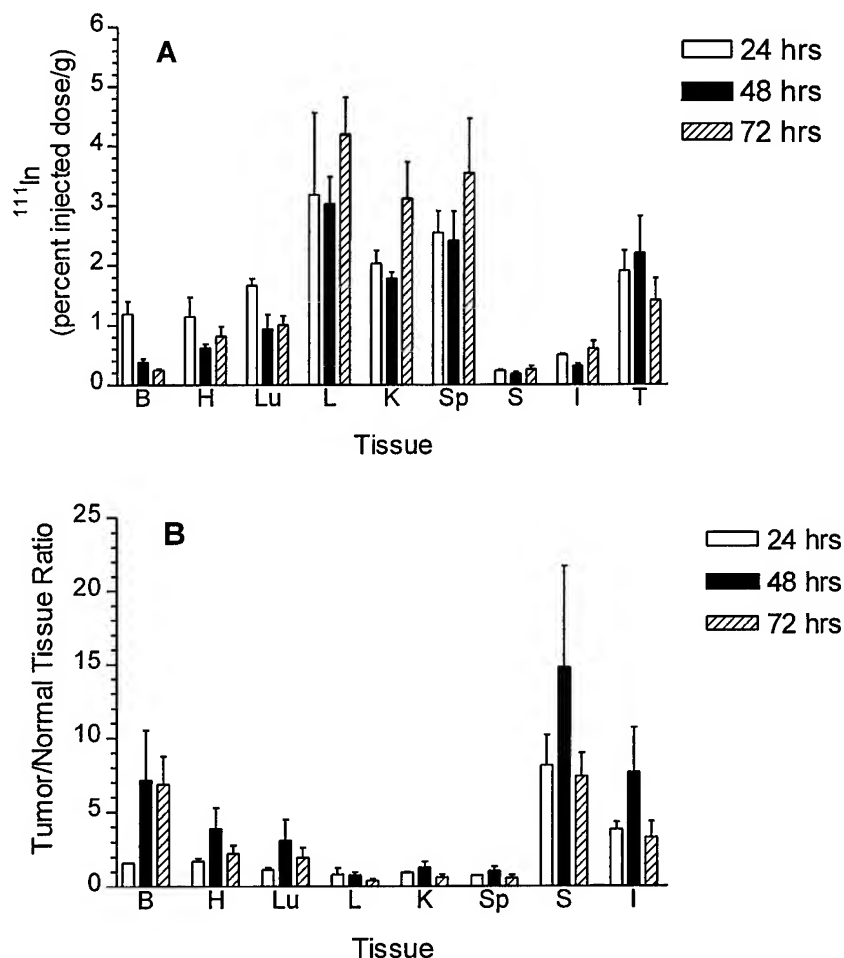 A
24 hrs
48 hrs
72 hrs
111In
(percent injected dose/g)
6
5
4
3
2
1
0
B H Lu L K Sp S I T
Tissue
B
24 hrs
48 hrs
72 hrs
Tumor/Normal Tissue Ratio
25
20
15
10
5
0
B H Lu L K Sp S I
Tissue